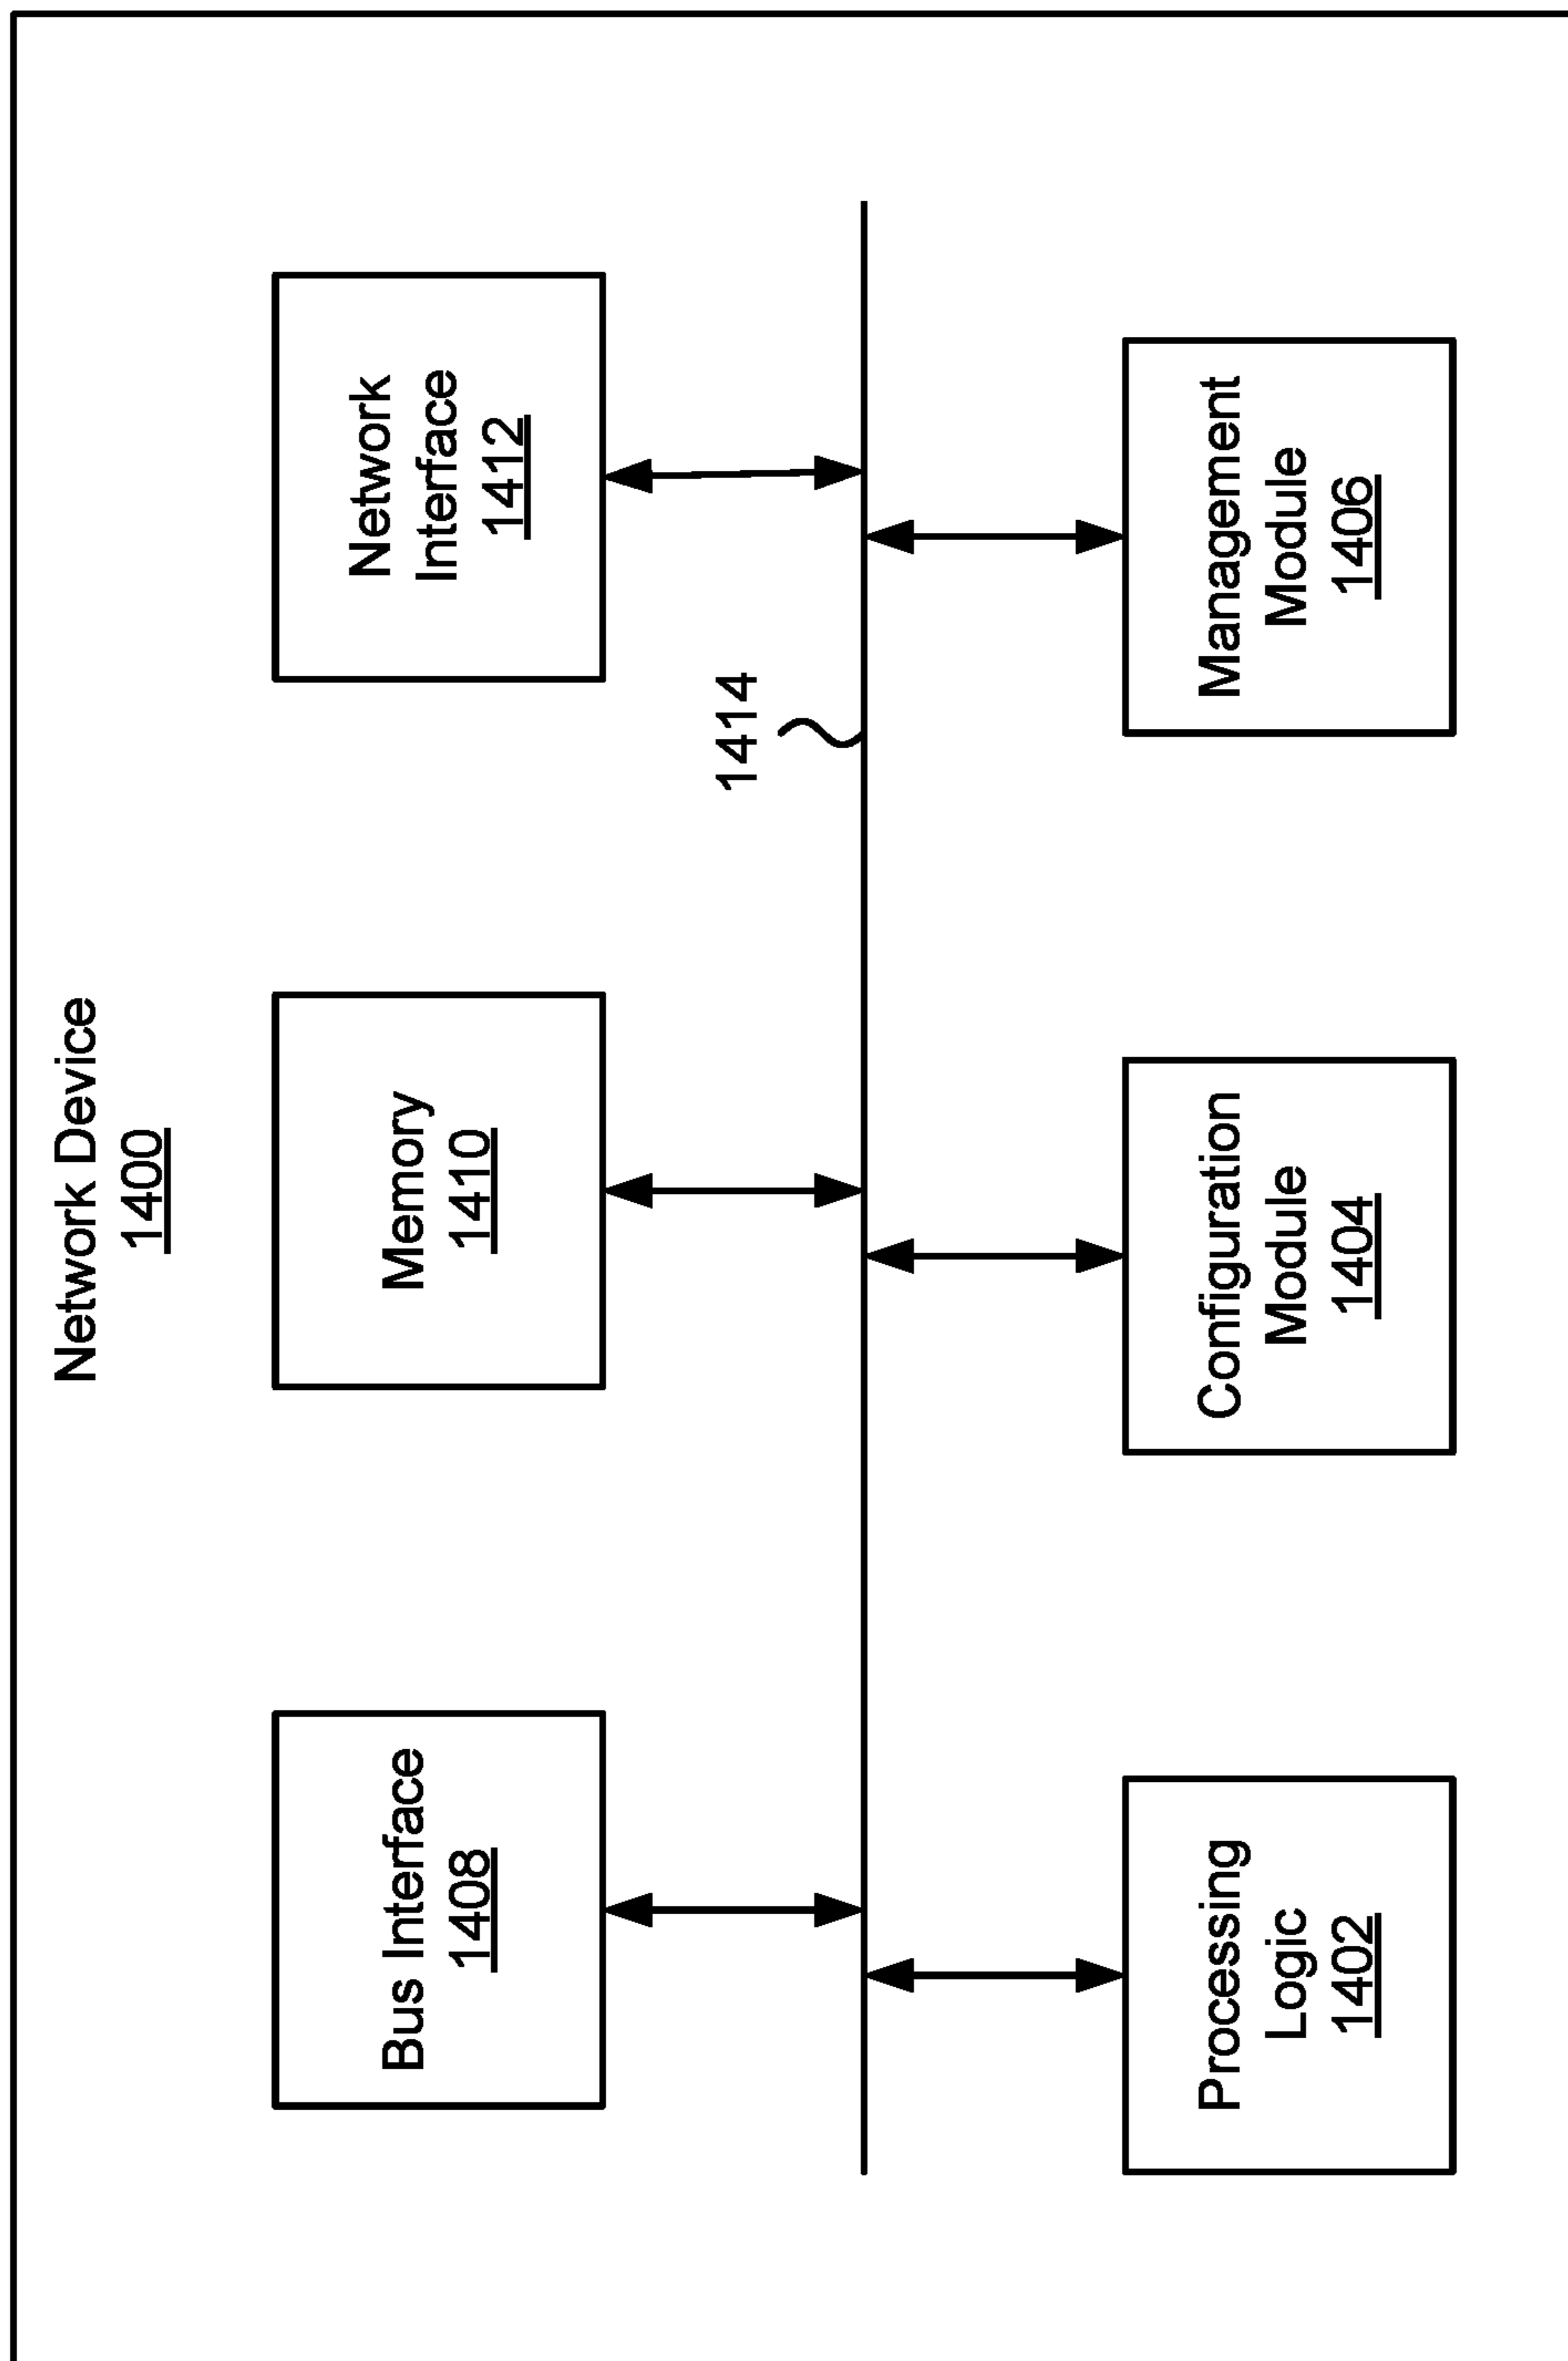 Network Device
1400
Bus Interface
1408
Memory
1410
Network
Interface
1412
1414
Processing
Logic
1402
Configuration
Module
1404
Management
Module
1406